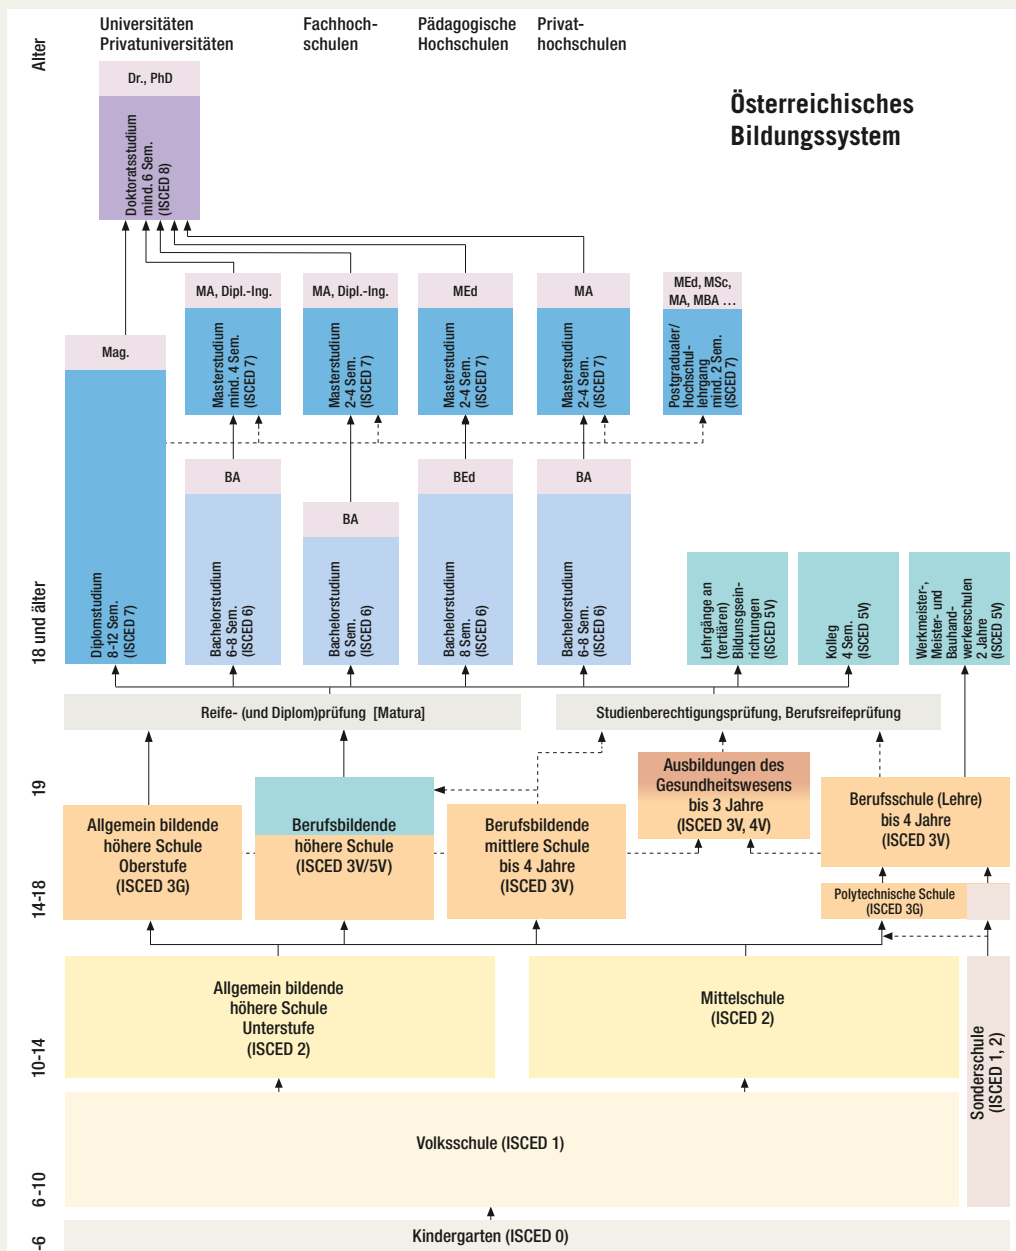 Österreichisches
Bildungssystem
Alter
Universitäten
Privatuniversitäten
Fachhoch-
schulen
Pädagogische
Hochschulen
Privat-
hochschulen
Dr., PhD
Doktoratsstudium
mind. 6 Sem.
(ISCED 8)
MA, Dipl.-Ing.
Masterstudium
mind. 4 Sem.
(ISCED 7)
MA, Dipl.-Ing.
Masterstudium
2-4 Sem.
(ISCED 7)
MEd
Masterstudium
2-4 Sem.
(ISCED 7)
MA
Masterstudium
2-4 Sem.
(ISCED 7)
MEd, MSc,
MA, MBA …
Postgradualer/
Hochschul-
lehrgang
mind. 2 Sem.
(ISCED 7)
Mag.
Diplomstudium
8-12 Sem.
(ISCED 7)
BA
Bachelorstudium
6-8 Sem.
(ISCED 6)
BA
Bachelorstudium
6 Sem.
(ISCED 6)
BEd
Bachelorstudium
8 Sem.
(ISCED 6)
BA
Bachelorstudium
6-8 Sem.
(ISCED 6)
Lehrgänge an
(tertiären)
Bildungsein-
richtungen
(ISCED 5V)
Kolleg
4 Sem.
(ISCED 5V)
Werkmeister-,
Meister- und
Bauhand-
werkerschulen
2 Jahre
(ISCED 5V)
18 und älter
Reife- (und Diplom)prüfung [Matura]
Studienberechtigungsprüfung, Berufsreifeprüfung
19
Allgemein bildende
höhere Schule
Oberstufe
(ISCED 3G)
Berufsbildende
höhere Schule
(ISCED 3V/5V)
Berufsbildende
mittlere Schule
bis 4 Jahre
(ISCED 3V)
Ausbildungen des
Gesundheitswesens
bis 3 Jahre
(ISCED 3V, 4V)
Berufsschule (Lehre)
bis 4 Jahre
(ISCED 3V)
14-18
Polytechnische Schule
(ISCED 3G)
Allgemein bildende
höhere Schule
Unterstufe
(ISCED 2)
Mittelschule
(ISCED 2)
10-14
Sonderschule
(ISCED 1, 2)
Volksschule (ISCED 1)
6-10
Kindergarten (ISCED 0)
-6